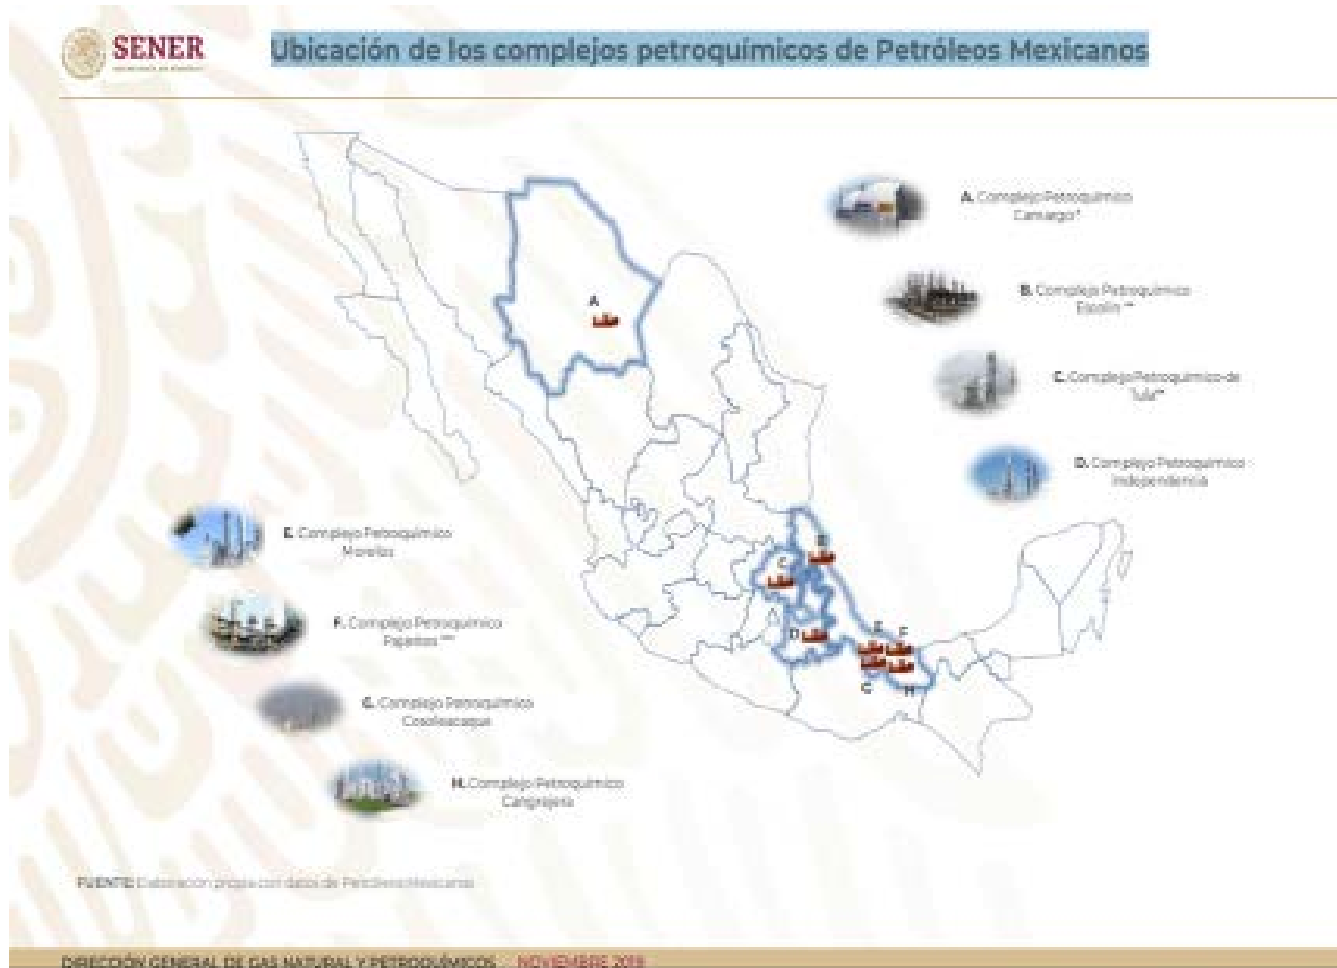 SENER
Ubicación de los complejos petroquímicos de Petróleos Mexicanos
A. Complejo Petroquímico
Camargo*
B. Complejo Petroquímico
Escolín **
C. Complejo Petroquímico de
Tula**
D. Complejo Petroquímico
Independencia
E. Complejo Petroquímico
Morelos
F. Complejo Petroquímico
Pajaritos ***
G. Complejo Petroquímico
Cosoleacaque
H. Complejo Petroquímico
Cangrejera
A
B
C
D
E
F
G
H
FUENTE: Elaboración propia con datos de Petróleos Mexicanos
DIRECCIÓN GENERAL DE GAS NATURAL Y PETROQUÍMICOS NOVIEMBRE 2019